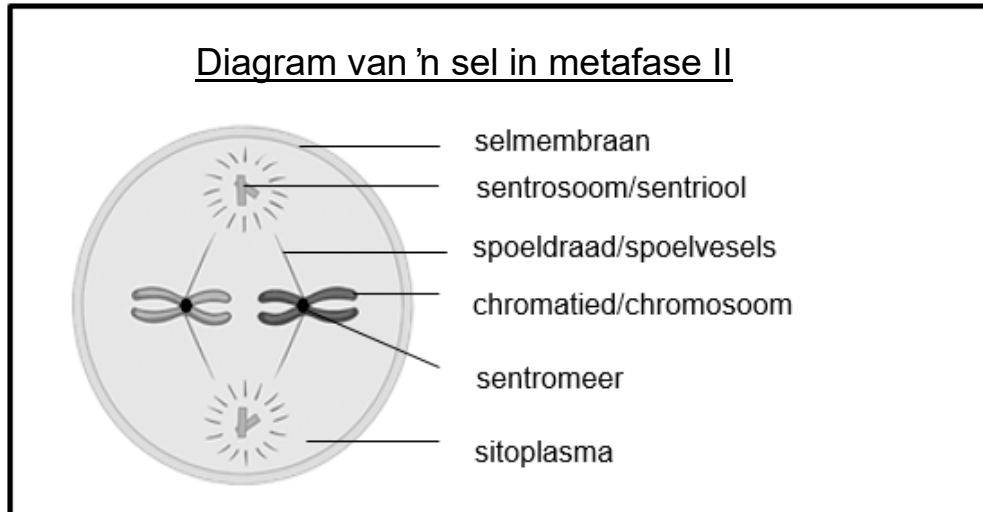 Diagram van ’n sel in metafase II
selmembraan
sentrosoom/sentriool
spoeldraad/spoelvesels
chromatied/chromosoom
sentromeer
sitoplasma